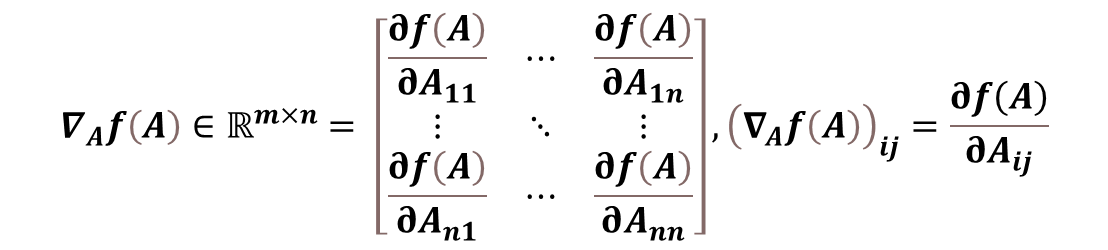 ∇_A f(A) ∈ ℝ^{m×n} = [ ∂f(A)/∂A_{11} ⋯ ∂f(A)/∂A_{1n} ; ⋮ ⋱ ⋮ ; ∂f(A)/∂A_{n1} ⋯ ∂f(A)/∂A_{nn} ], (∇_A f(A))_{ij} = ∂f(A)/∂A_{ij}